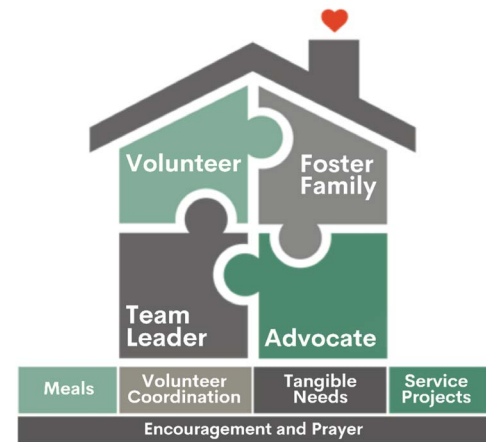 Volunteer
Foster
Family
Team
Leader
Advocate
Meals
Volunteer
Coordination
Tangible
Needs
Service
Projects
Encouragement and Prayer